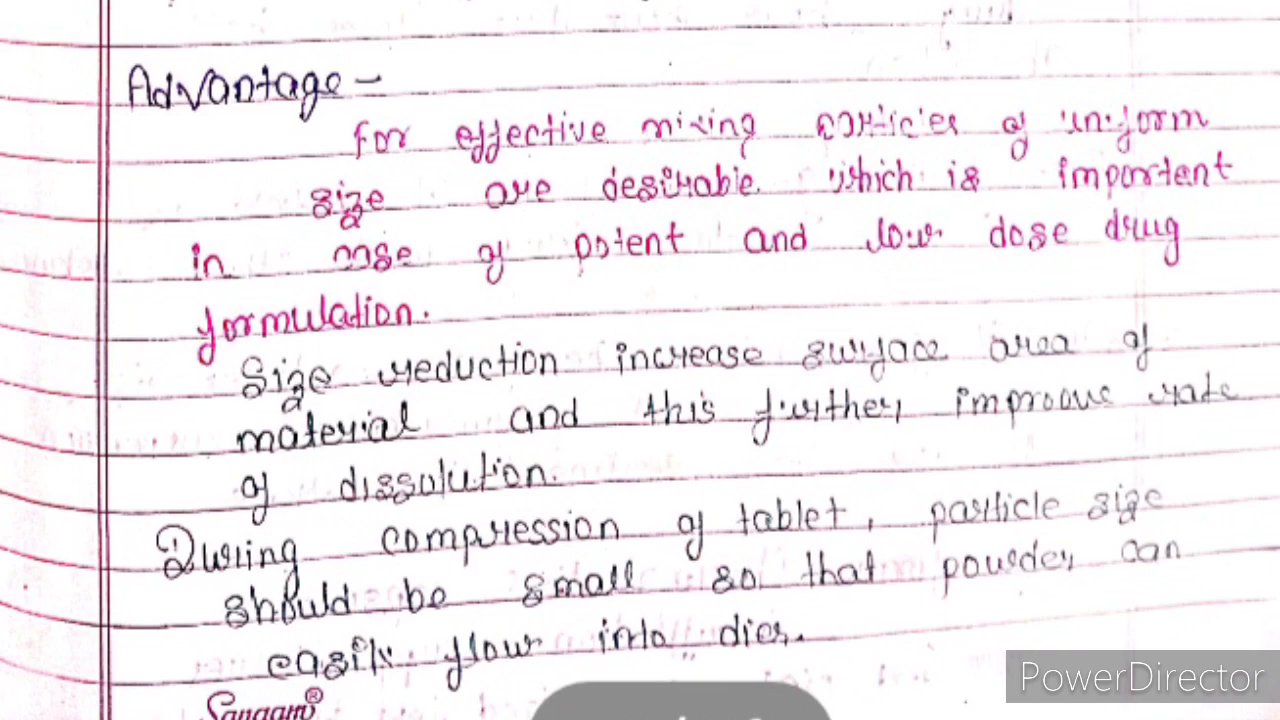 Advantage -
for effective mixing particles of uniform
size are desirable which is importent
in case of potent and low dose drug
formulation.
Size reduction increase surface area of
material and this further improove rate
of dissolution.
During compression of tablet, particle size
should be small so that powder can
easily flow into dies.
Sangam®
PowerDirector